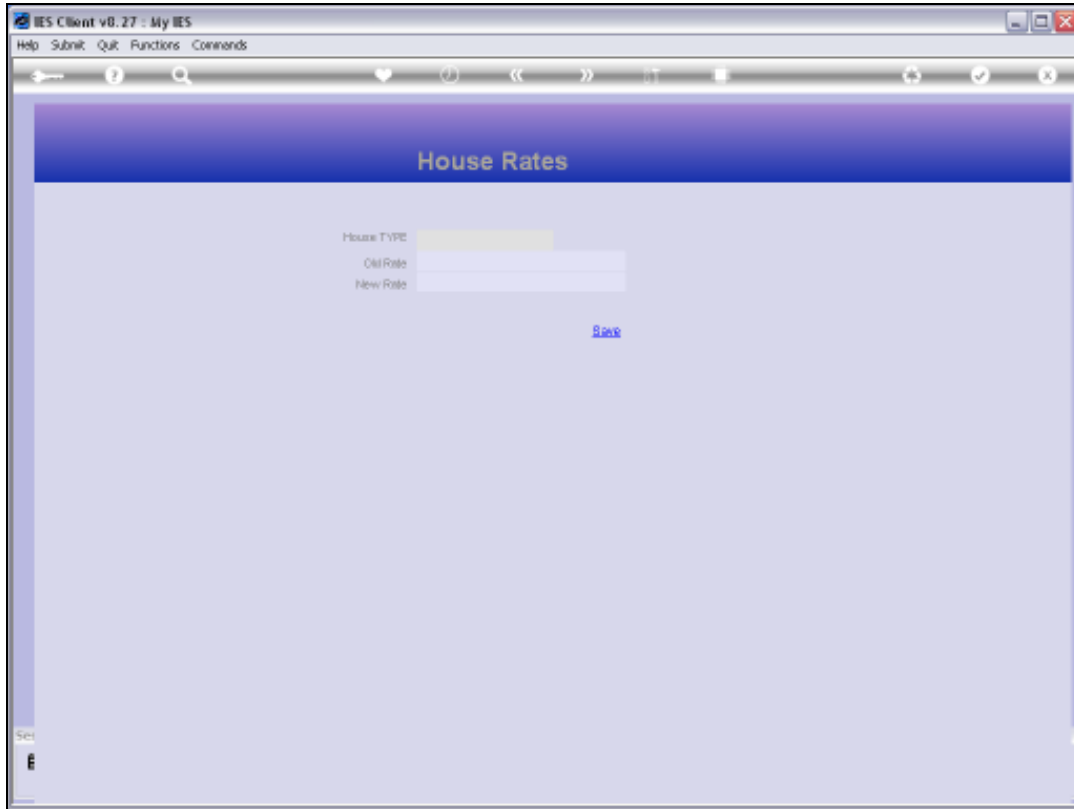 IES Client v8.27 : My IES
Help Submit Quit Functions Commands
House Rates
House TYPE
Old Rate
New Rate
Save
Ses